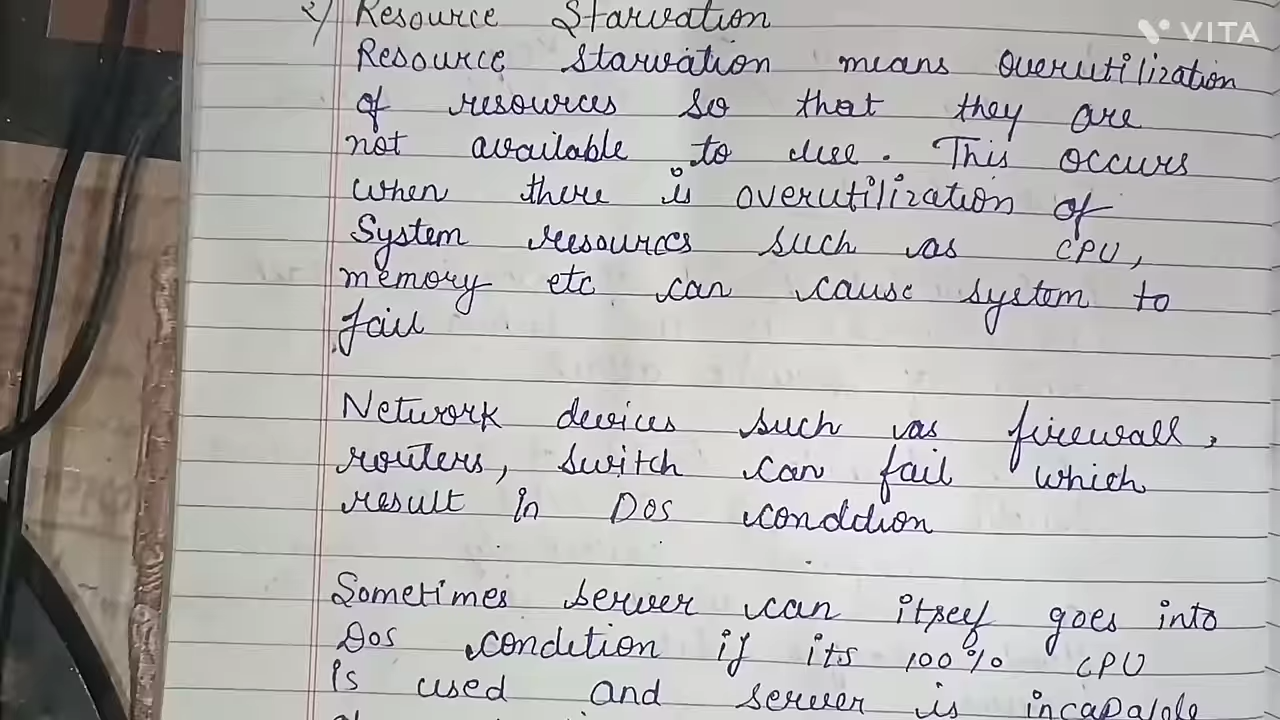 VITA
2) Resource Starvation
Resource starvation means overutilization
of resources so that they are
not available to use. This occurs
when there is overutilization of
System resources such as CPU,
memory etc can cause system to
fail
Network devices such as firewall,
routers, switch can fail which
result in DOS condition
Sometimes server can itself goes into
DOS condition if its 100% CPU
is used and server is incapable